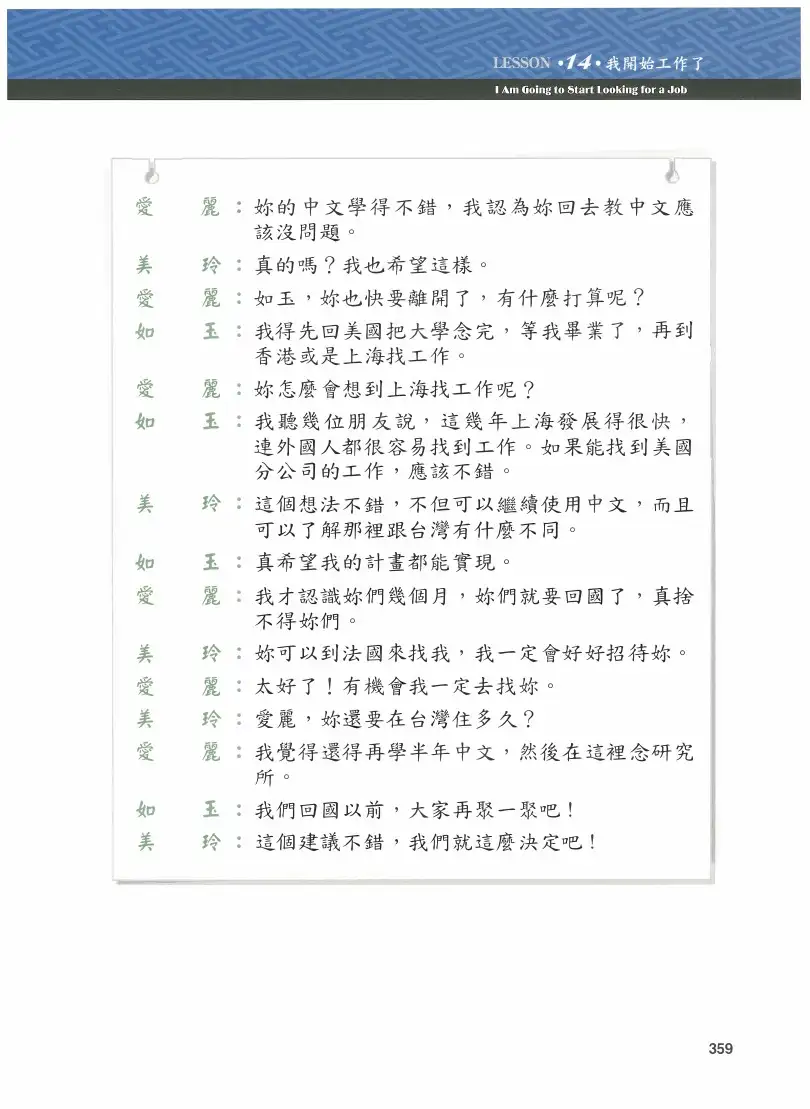 LESSON •14• 我開始工作了
I Am Going to Start Looking for a Job
愛麗：妳的中文學得不錯，我認為妳回去教中文應
該沒問題。
美玲：真的嗎？我也希望這樣。
愛麗：如玉，妳也快要離開了，有什麼打算呢？
如玉：我得先回美國把大學念完，等我畢業了，再到
香港或是上海找工作。
愛麗：妳怎麼會想到上海找工作呢？
如玉：我聽幾位朋友說，這幾年上海發展得很快，
連外國人都很容易找到工作。如果能找到美國
分公司的工作，應該不錯。
美玲：這個想法不錯，不但可以繼續使用中文，而且
可以了解那裡跟台灣有什麼不同。
如玉：真希望我的計畫都能實現。
愛麗：我才認識妳們幾個月，妳們就要回國了，真捨
不得妳們。
美玲：妳可以到法國來找我，我一定會好好招待妳。
愛麗：太好了！有機會我一定去找妳。
美玲：愛麗，妳還要在台灣住多久？
愛麗：我覺得還得再學半年中文，然後在這裡念研究
所。
如玉：我們回國以前，大家再聚一聚吧！
美玲：這個建議不錯，我們就這麼決定吧！
359